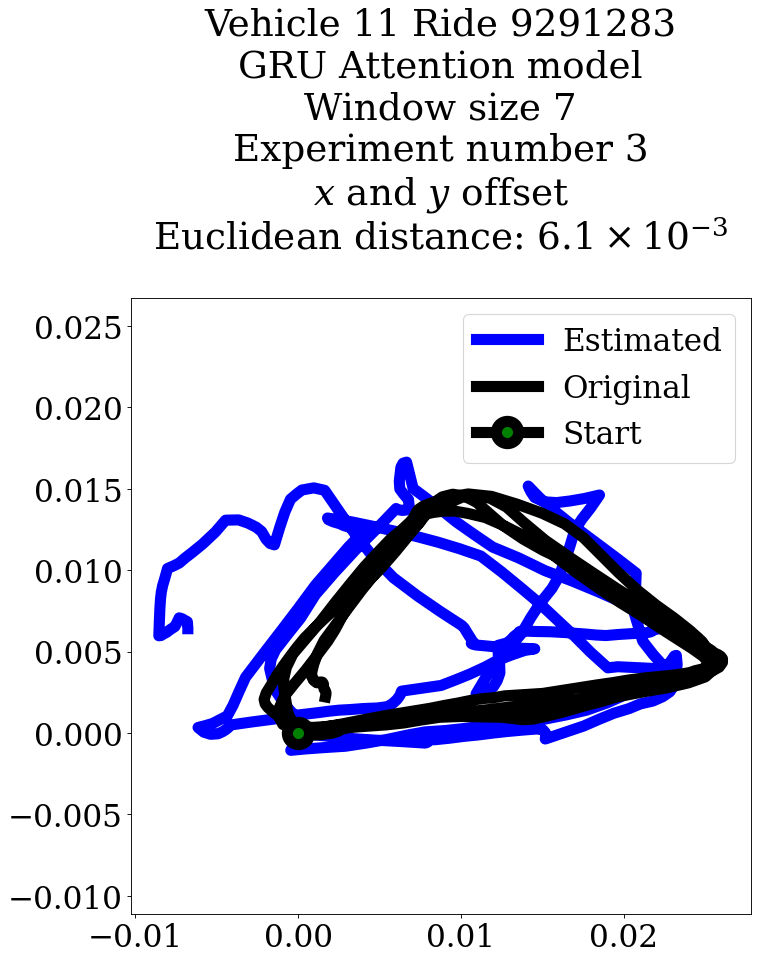 Vehicle 11 Ride 9291283
GRU Attention model
Window size 7
Experiment number 3
x and y offset
Euclidean distance: 6.1 × 10⁻³
Estimated
Original
Start
0.025
0.020
0.015
0.010
0.005
0.000
−0.005
−0.010
−0.01 0.00 0.01 0.02